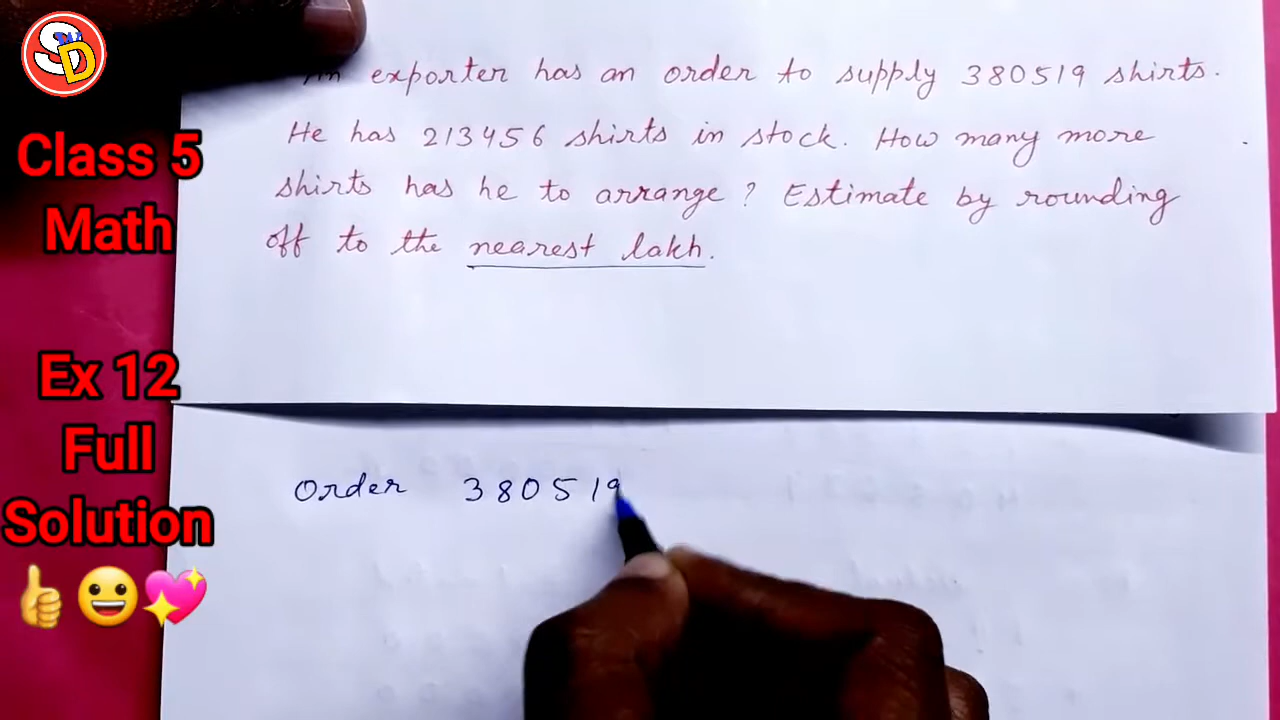 SD
Class 5
Math
Ex 12
Full
Solution
exporter has an order to supply 380519 shirts.
He has 213456 shirts in stock. How many more
shirts has he to arrange? Estimate by rounding
off to the nearest lakh.
Order 380519